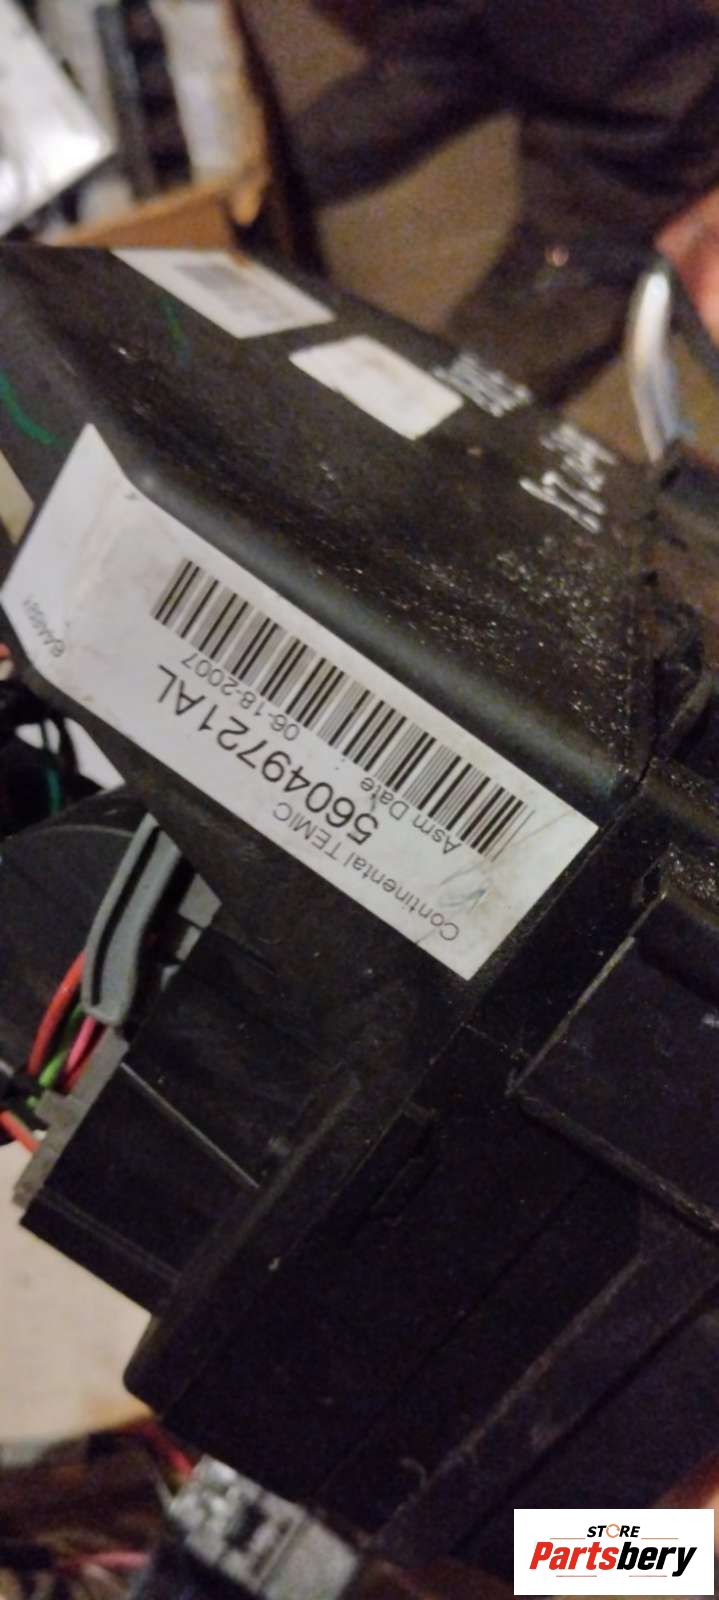 Continental TEMIC
56049721AL
Asm Date 06-18-2007
STORE
Partsbery